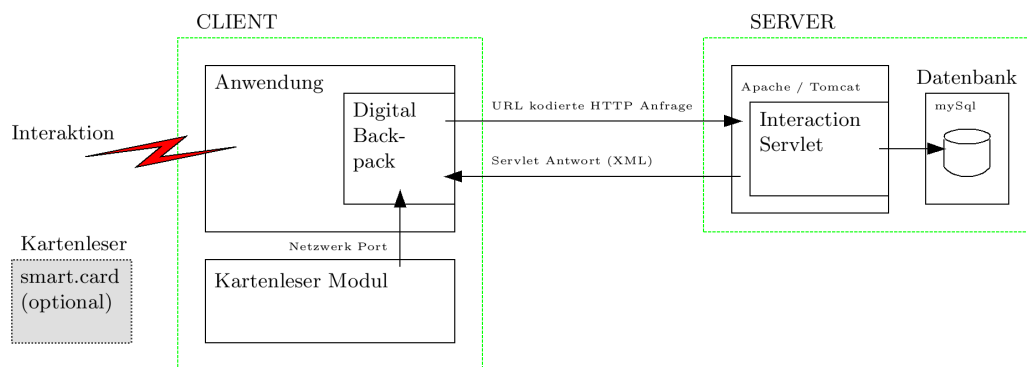 CLIENT
SERVER
Anwendung
Digital
Back-
pack
Interaktion
URL kodierte HTTP Anfrage
Servlet Antwort (XML)
Apache / Tomcat
Interaction
Servlet
Datenbank
mySql
Netzwerk Port
Kartenleser
smart.card
(optional)
Kartenleser Modul